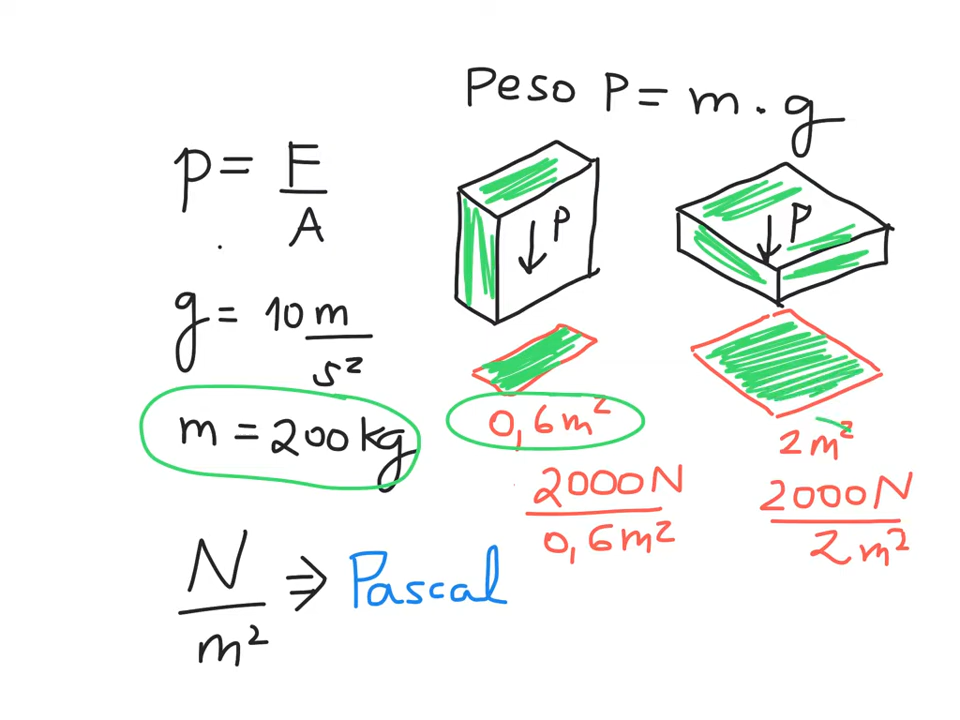 Peso P = m . g
p = F
A
P
P
g = 10 m
s²
m = 200 kg
0,6 m²
2 m²
2000 N
0,6 m²
2000 N
2 m²
N
m²
⇒ Pascal